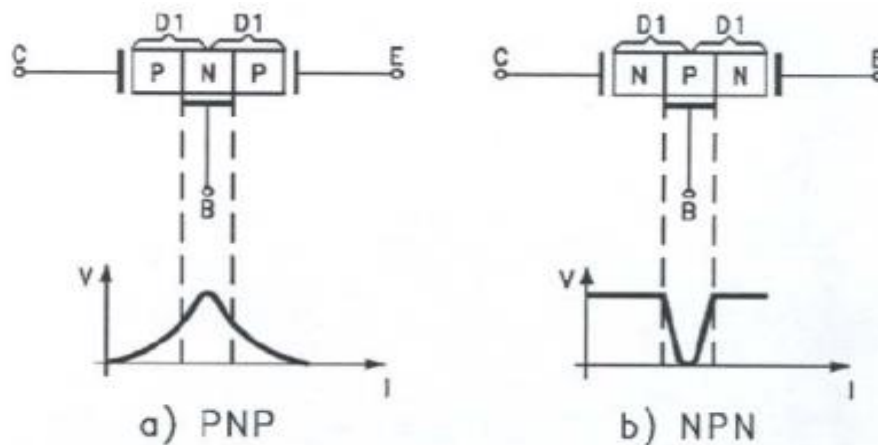 D1 D1
C P N P E
B
V
I
a) PNP
D1 D1
C N P N E
B
V
I
b) NPN